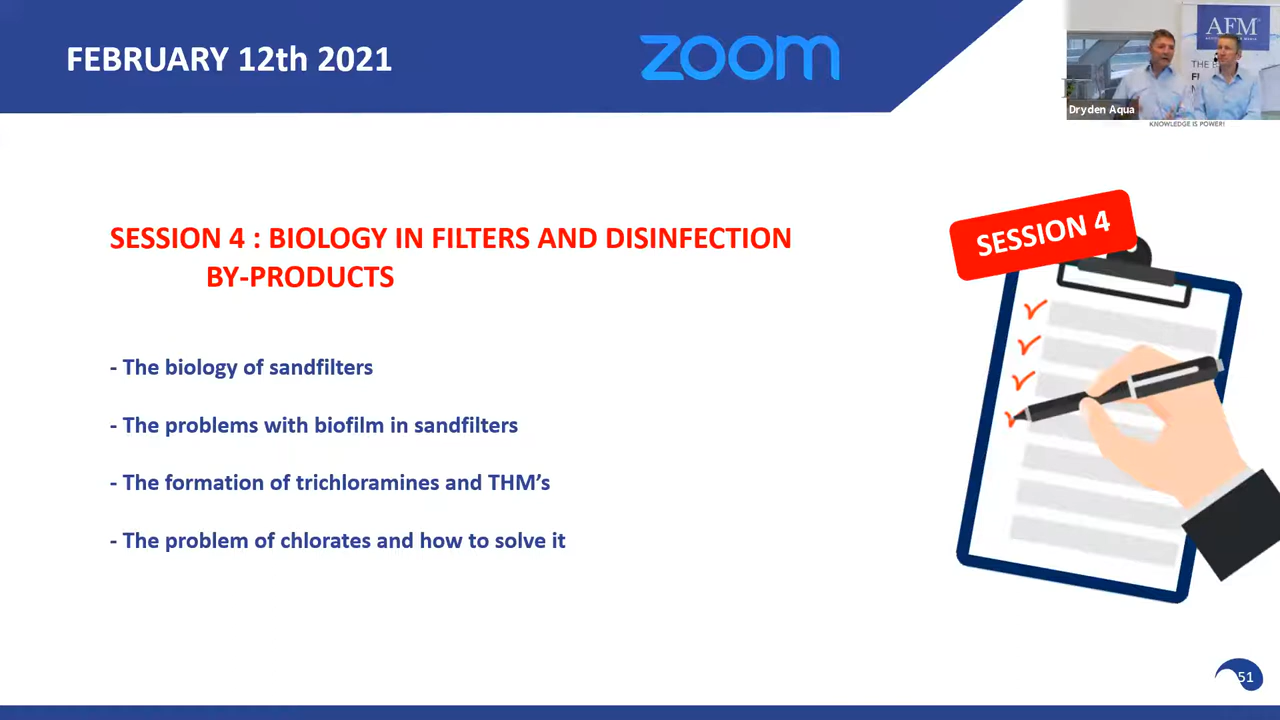 FEBRUARY 12th 2021
zoom
AFM
Dryden Aqua
KNOWLEDGE IS POWER!
SESSION 4 : BIOLOGY IN FILTERS AND DISINFECTION
BY-PRODUCTS
SESSION 4
- The biology of sandfilters
- The problems with biofilm in sandfilters
- The formation of trichloramines and THM’s
- The problem of chlorates and how to solve it
51